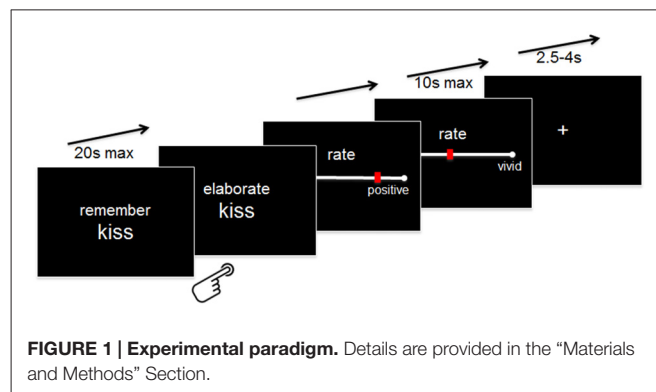 20s max
10s max
2.5-4s
remember
kiss
elaborate
kiss
rate
positive
rate
vivid
+
FIGURE 1 | Experimental paradigm. Details are provided in the “Materials
and Methods” Section.